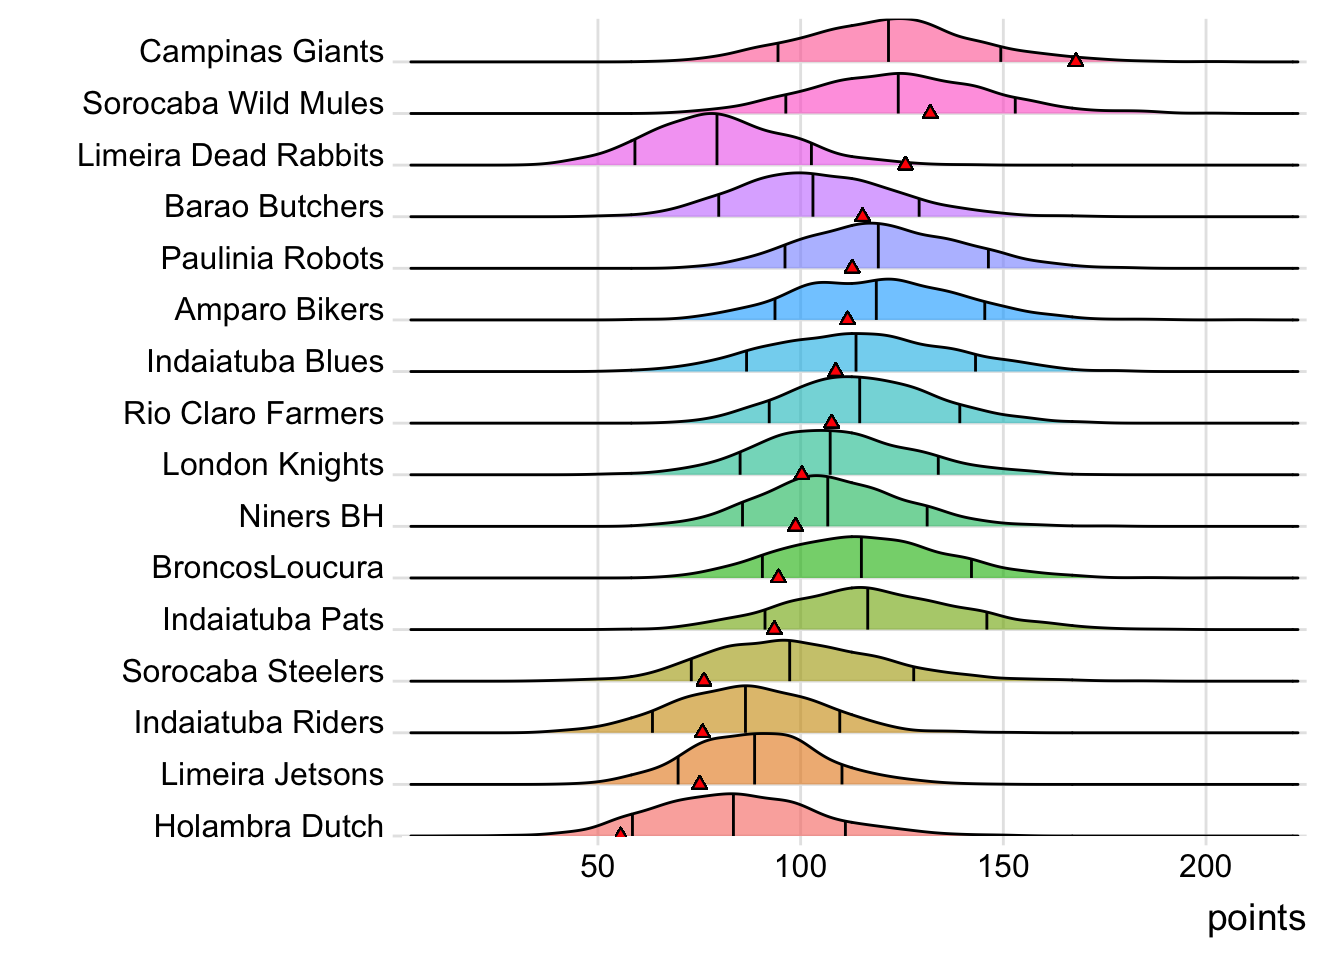 Campinas Giants
Sorocaba Wild Mules
Limeira Dead Rabbits
Barao Butchers
Paulinia Robots
Amparo Bikers
Indaiatuba Blues
Rio Claro Farmers
London Knights
Niners BH
BroncosLoucura
Indaiatuba Pats
Sorocaba Steelers
Indaiatuba Riders
Limeira Jetsons
Holambra Dutch
50 100 150 200
points